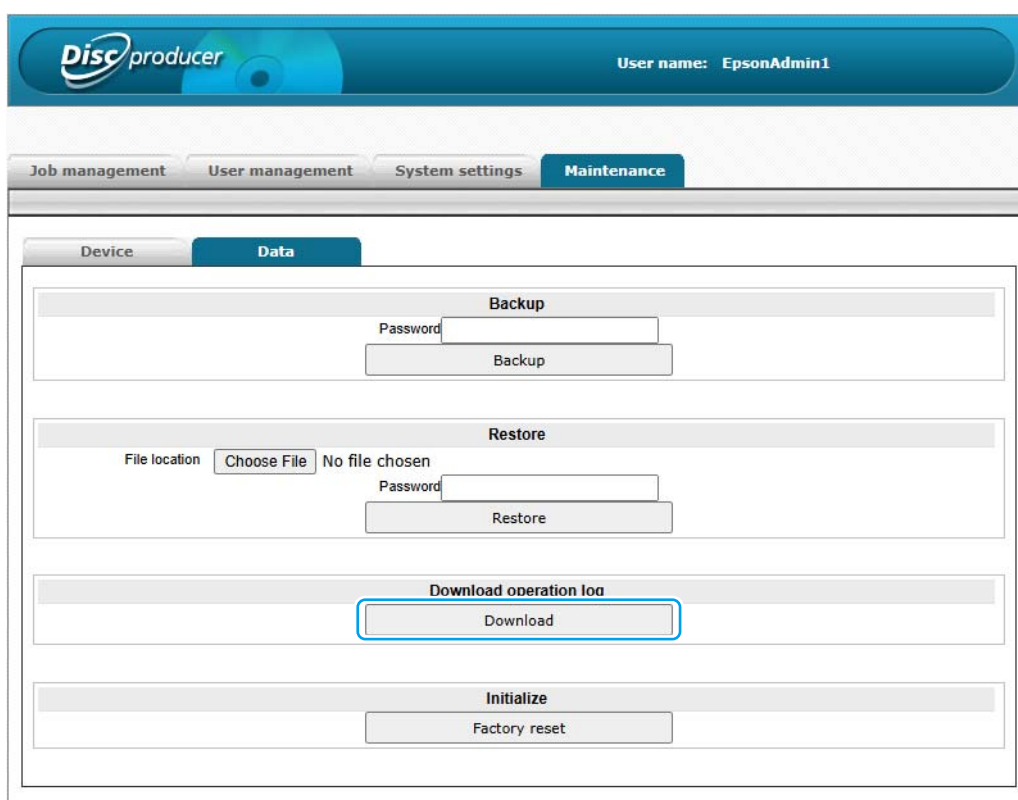 Disc producer
User name: EpsonAdmin1
Job management User management System settings Maintenance
Device Data
Backup
Password
Backup
Restore
File location Choose File No file chosen
Password
Restore
Download operation log
Download
Initialize
Factory reset